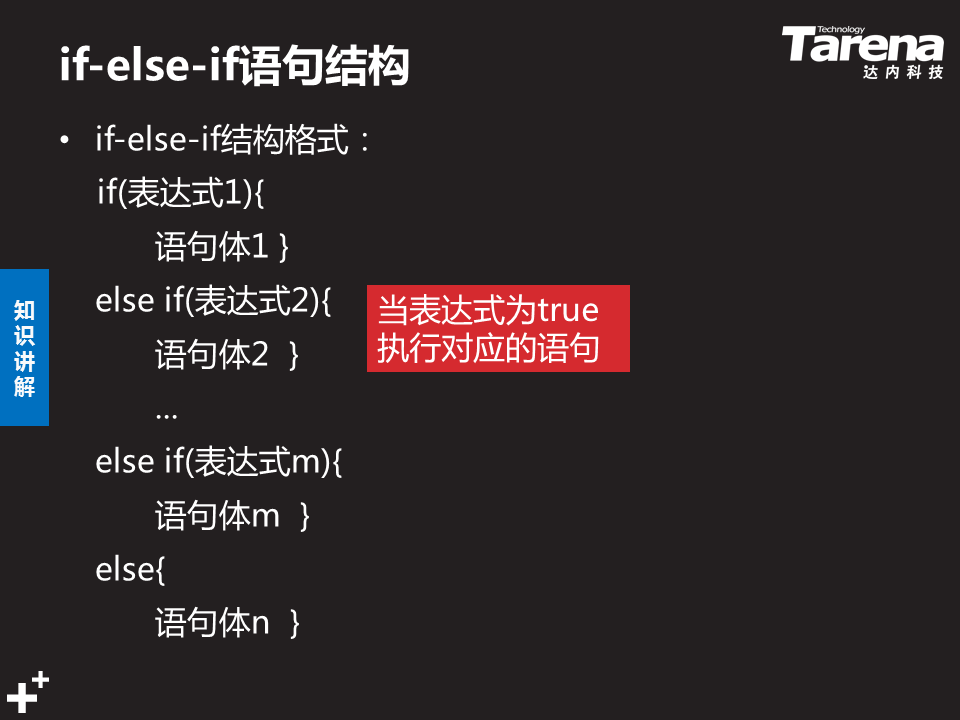 if-else-if语句结构
Technology
Tarena
达内科技
• if-else-if结构格式：
if(表达式1){
语句体1 }
else if(表达式2){
语句体2 }
...
else if(表达式m){
语句体m }
else{
语句体n }
当表达式为true
执行对应的语句
知
识
讲
解